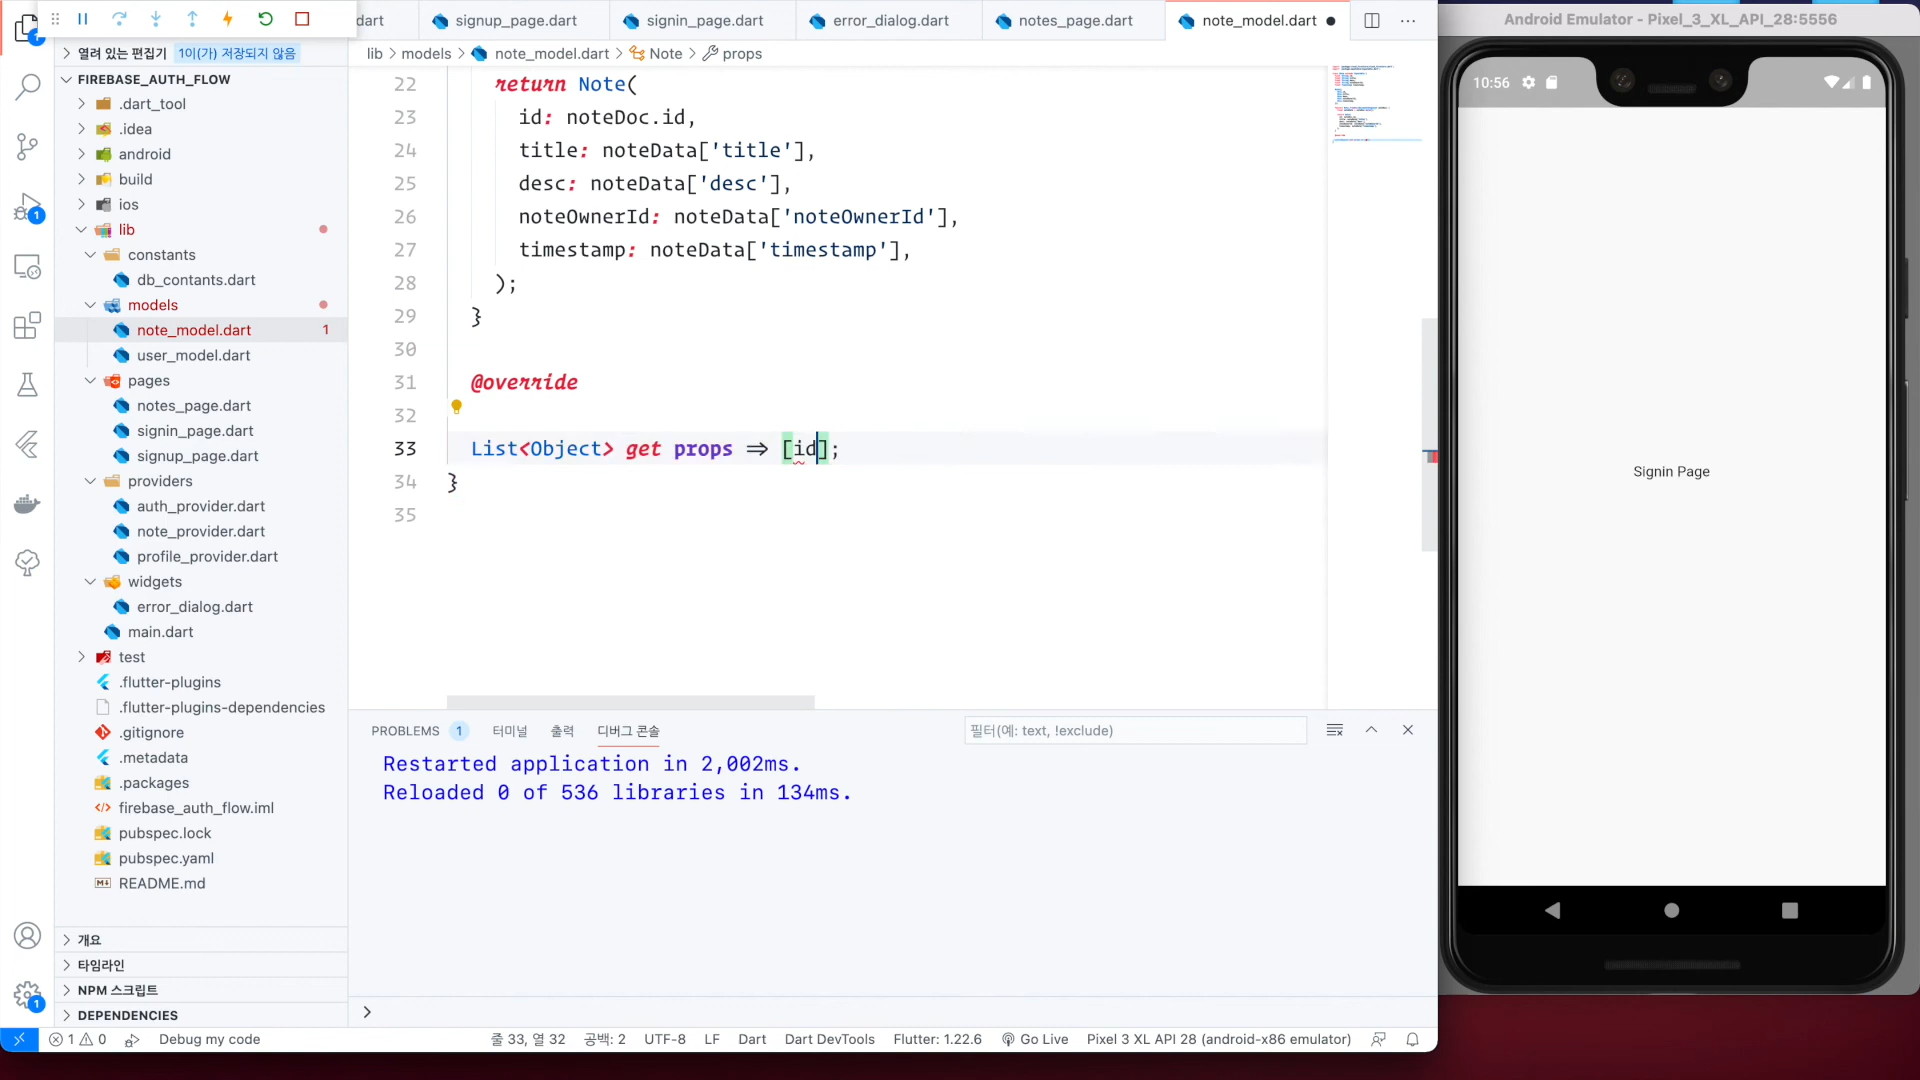 dart
signup_page.dart
signin_page.dart
error_dialog.dart
notes_page.dart
note_model.dart
Android Emulator - Pixel_3_XL_API_28:5556
열려 있는 편집기 1이(가) 저장되지 않음
lib > models > note_model.dart > Note > props
FIREBASE_AUTH_FLOW
.dart_tool
.idea
android
build
ios
lib
constants
db_contants.dart
models
note_model.dart 1
user_model.dart
pages
notes_page.dart
signin_page.dart
signup_page.dart
providers
auth_provider.dart
note_provider.dart
profile_provider.dart
widgets
error_dialog.dart
main.dart
test
.flutter-plugins
.flutter-plugins-dependencies
.gitignore
.metadata
.packages
firebase_auth_flow.iml
pubspec.lock
pubspec.yaml
README.md
개요
타임라인
NPM 스크립트
DEPENDENCIES
22 return Note(
23 id: noteDoc.id,
24 title: noteData['title'],
25 desc: noteData['desc'],
26 noteOwnerId: noteData['noteOwnerId'],
27 timestamp: noteData['timestamp'],
28 );
29 }
30
31 @override
32
33 List<Object> get props => [id];
34 }
35
PROBLEMS 1 터미널 출력 디버그 콘솔 필터(예: text, !exclude)
Restarted application in 2,002ms.
Reloaded 0 of 536 libraries in 134ms.
10:56
Signin Page
1 0 Debug my code 줄 33, 열 32 공백: 2 UTF-8 LF Dart Dart DevTools Flutter: 1.22.6 Go Live Pixel 3 XL API 28 (android-x86 emulator)